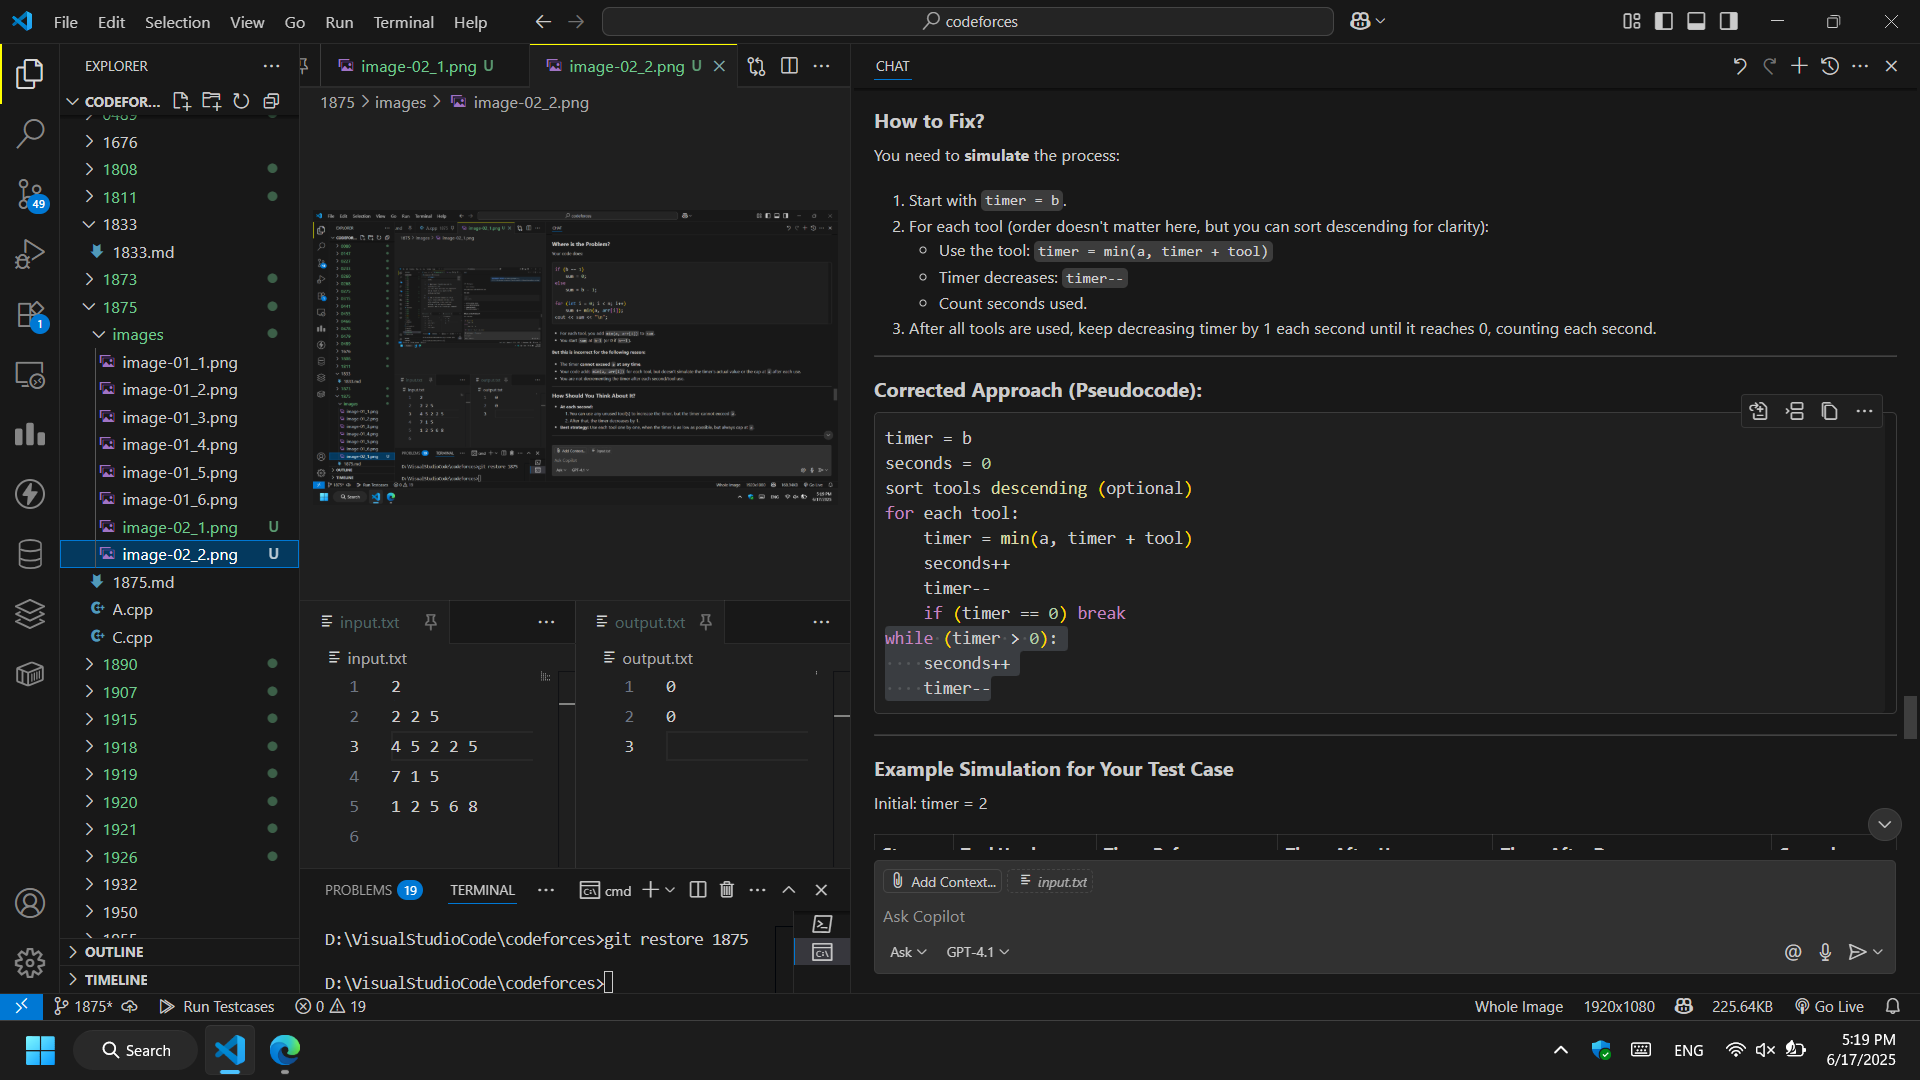 File Edit Selection View Go Run Terminal Help
codeforces
EXPLORER
CODEFOR...
0489
1676
1808
1811
1833
1833.md
1873
1875
images
image-01_1.png
image-01_2.png
image-01_3.png
image-01_4.png
image-01_5.png
image-01_6.png
image-02_1.png U
image-02_2.png U
1875.md
A.cpp
C.cpp
1890
1907
1915
1918
1919
1920
1921
1926
1932
1950
OUTLINE
TIMELINE
49
1
image-02_1.png U
image-02_2.png U
1875 > images > image-02_2.png
input.txt
input.txt
1 2
2 2 2 5
3 4 5 2 2 5
4 7 1 5
5 1 2 5 6 8
6
output.txt
output.txt
1 0
2 0
3
PROBLEMS 19 TERMINAL
cmd
D:\VisualStudioCode\codeforces>git restore 1875
D:\VisualStudioCode\codeforces>
CHAT
How to Fix?
You need to simulate the process:
1. Start with timer = b.
2. For each tool (order doesn't matter here, but you can sort descending for clarity):
Use the tool: timer = min(a, timer + tool)
Timer decreases: timer--
Count seconds used.
3. After all tools are used, keep decreasing timer by 1 each second until it reaches 0, counting each second.
Corrected Approach (Pseudocode):
timer = b
seconds = 0
sort tools descending (optional)
for each tool:
    timer = min(a, timer + tool)
    seconds++
    timer--
    if (timer == 0) break
while (timer > 0):
    seconds++
    timer--
Example Simulation for Your Test Case
Initial: timer = 2
Add Context... input.txt
Ask Copilot
Ask GPT-4.1
1875* Run Testcases 0 19
Whole Image 1920x1080 225.64KB Go Live
Search
ENG
5:19 PM
6/17/2025